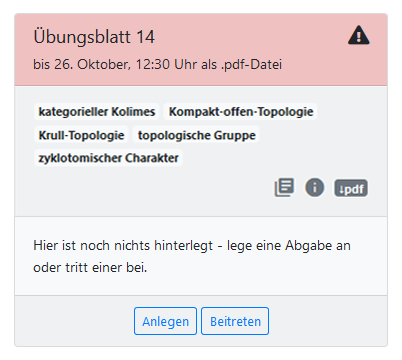 Übungsblatt 14
bis 26. Oktober, 12:30 Uhr als .pdf-Datei
kategorieller Kolimes Kompakt-offen-Topologie
Krull-Topologie topologische Gruppe
zyklotomischer Charakter
↓pdf
Hier ist noch nichts hinterlegt - lege eine Abgabe an
oder tritt einer bei.
Anlegen Beitreten